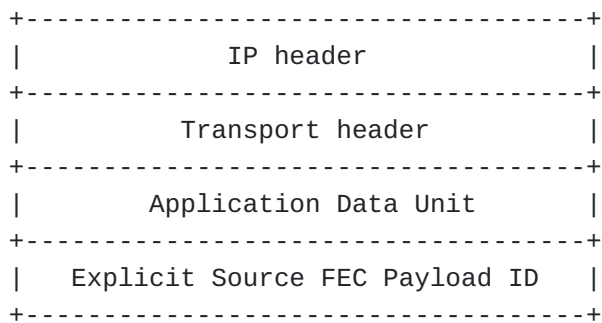 +------------------------------------+
|             IP header              |
+------------------------------------+
|          Transport header          |
+------------------------------------+
|        Application Data Unit       |
+------------------------------------+
|   Explicit Source FEC Payload ID   |
+------------------------------------+